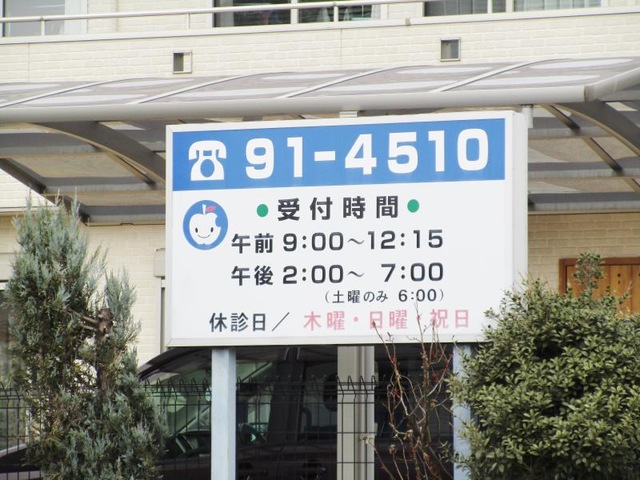 91-4510
●受付時間●
午前 9:00～12:15
午後 2:00～ 7:00
（土曜のみ 6:00）
休診日／ 木曜・日曜・祝日